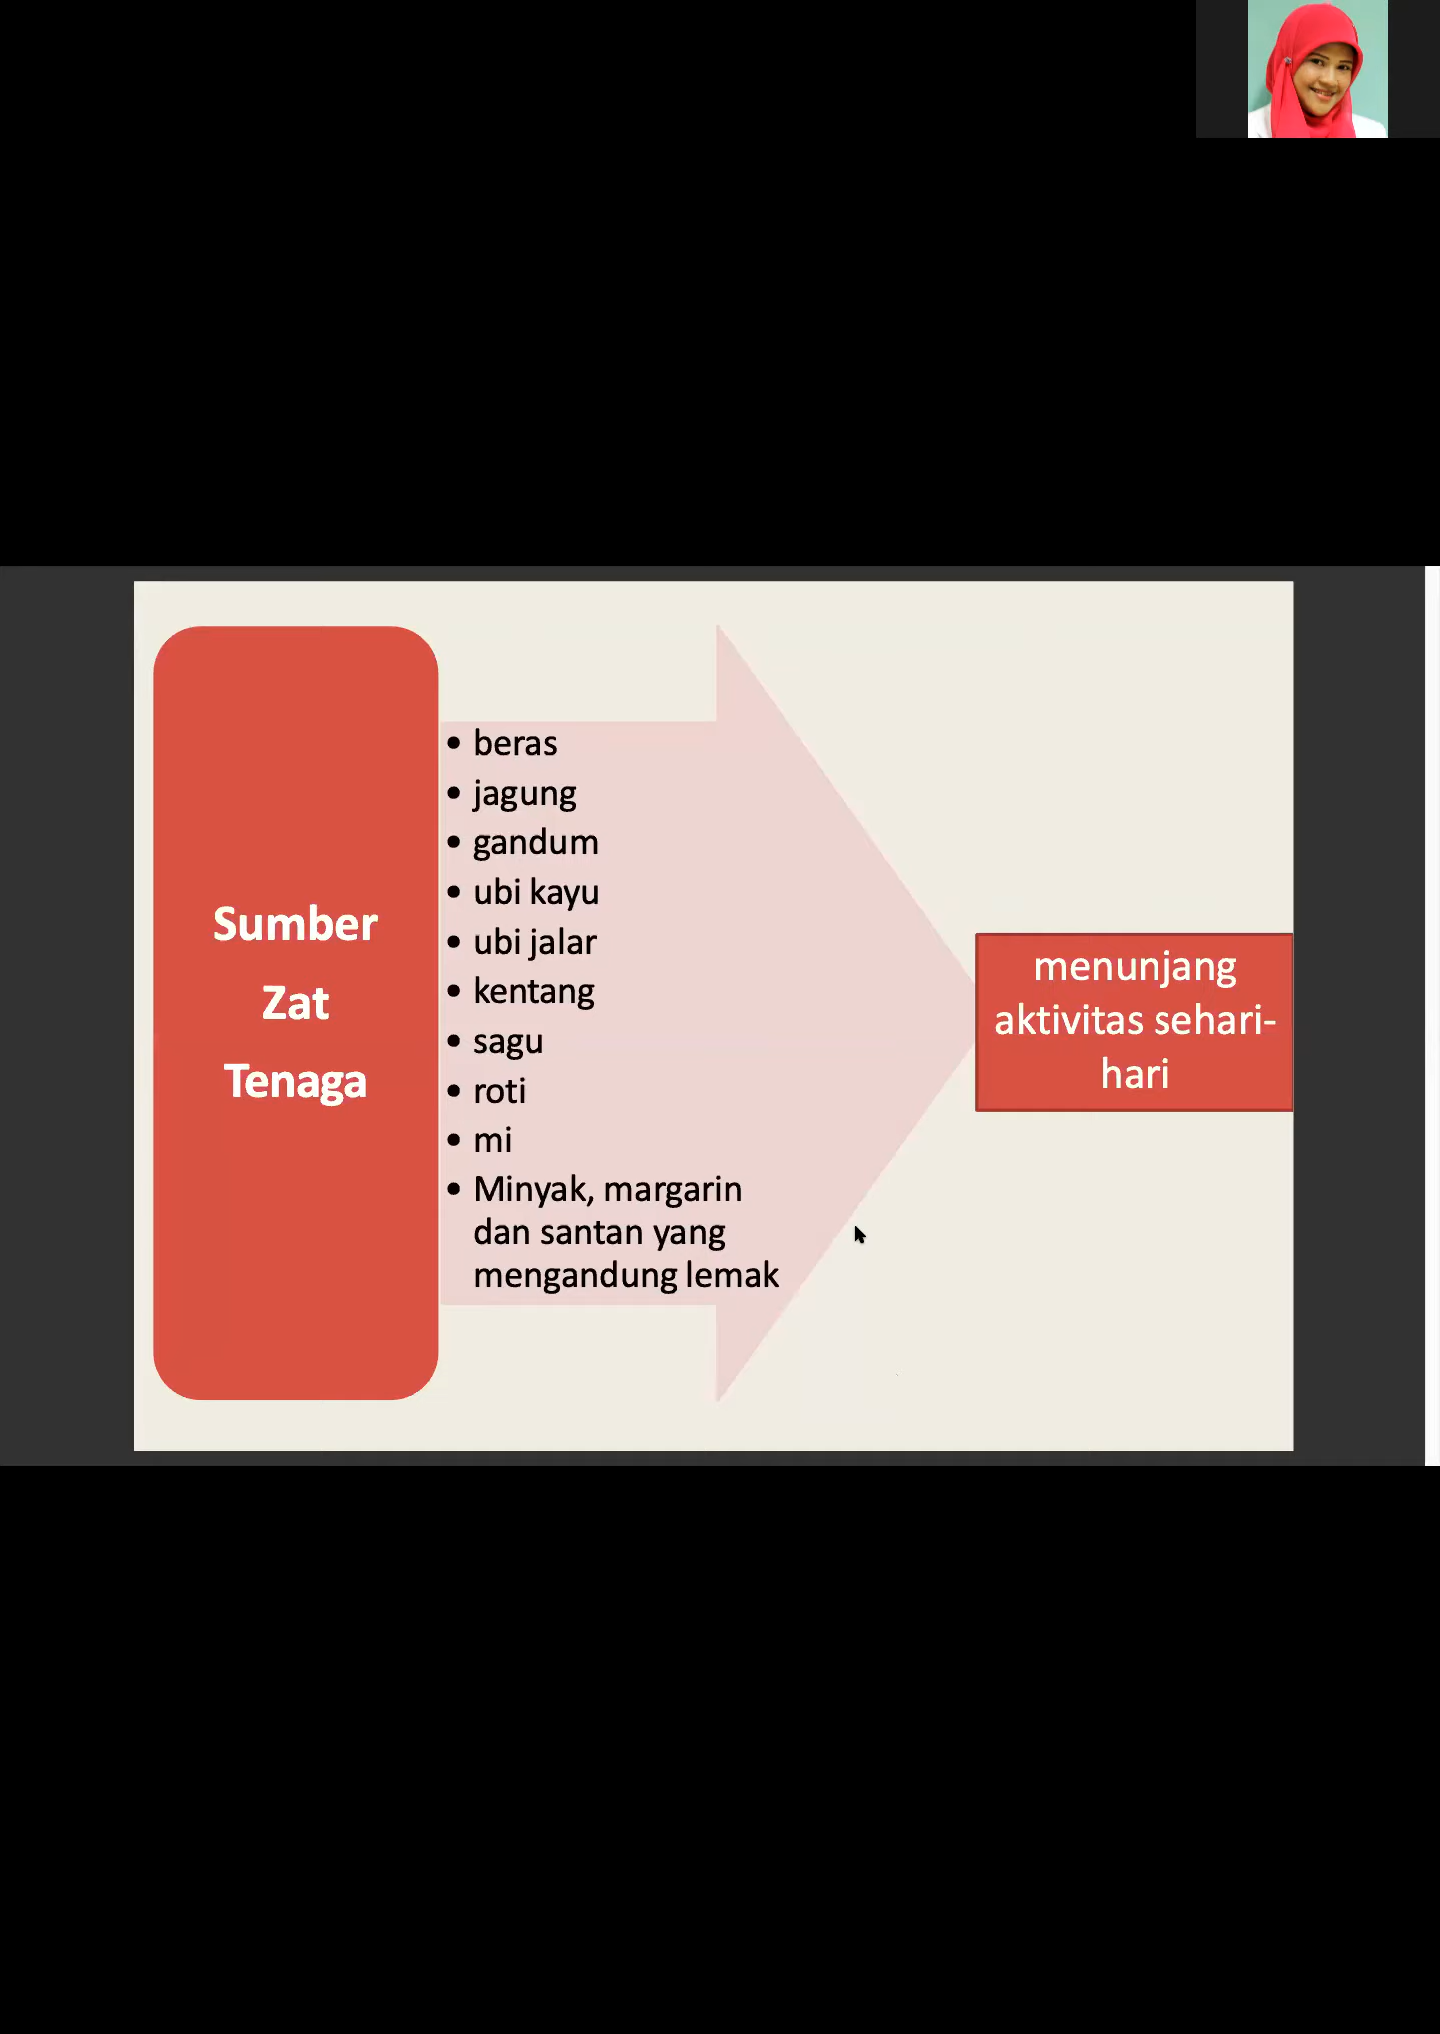 Sumber
Zat
Tenaga
• beras
• jagung
• gandum
• ubi kayu
• ubi jalar
• kentang
• sagu
• roti
• mi
• Minyak, margarin
dan santan yang
mengandung lemak
menunjang
aktivitas sehari-
hari